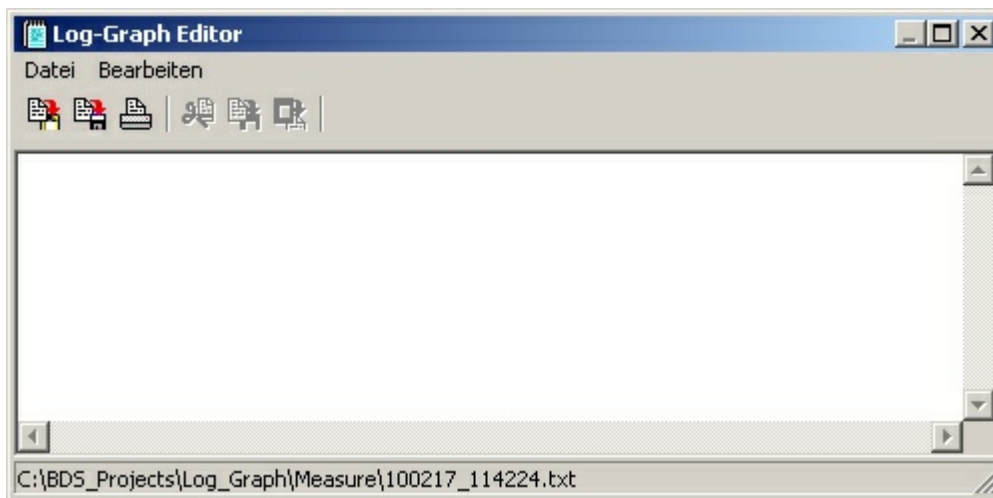 Log-Graph Editor
Datei Bearbeiten
C:\BDS_Projects\Log_Graph\Measure\100217_114224.txt